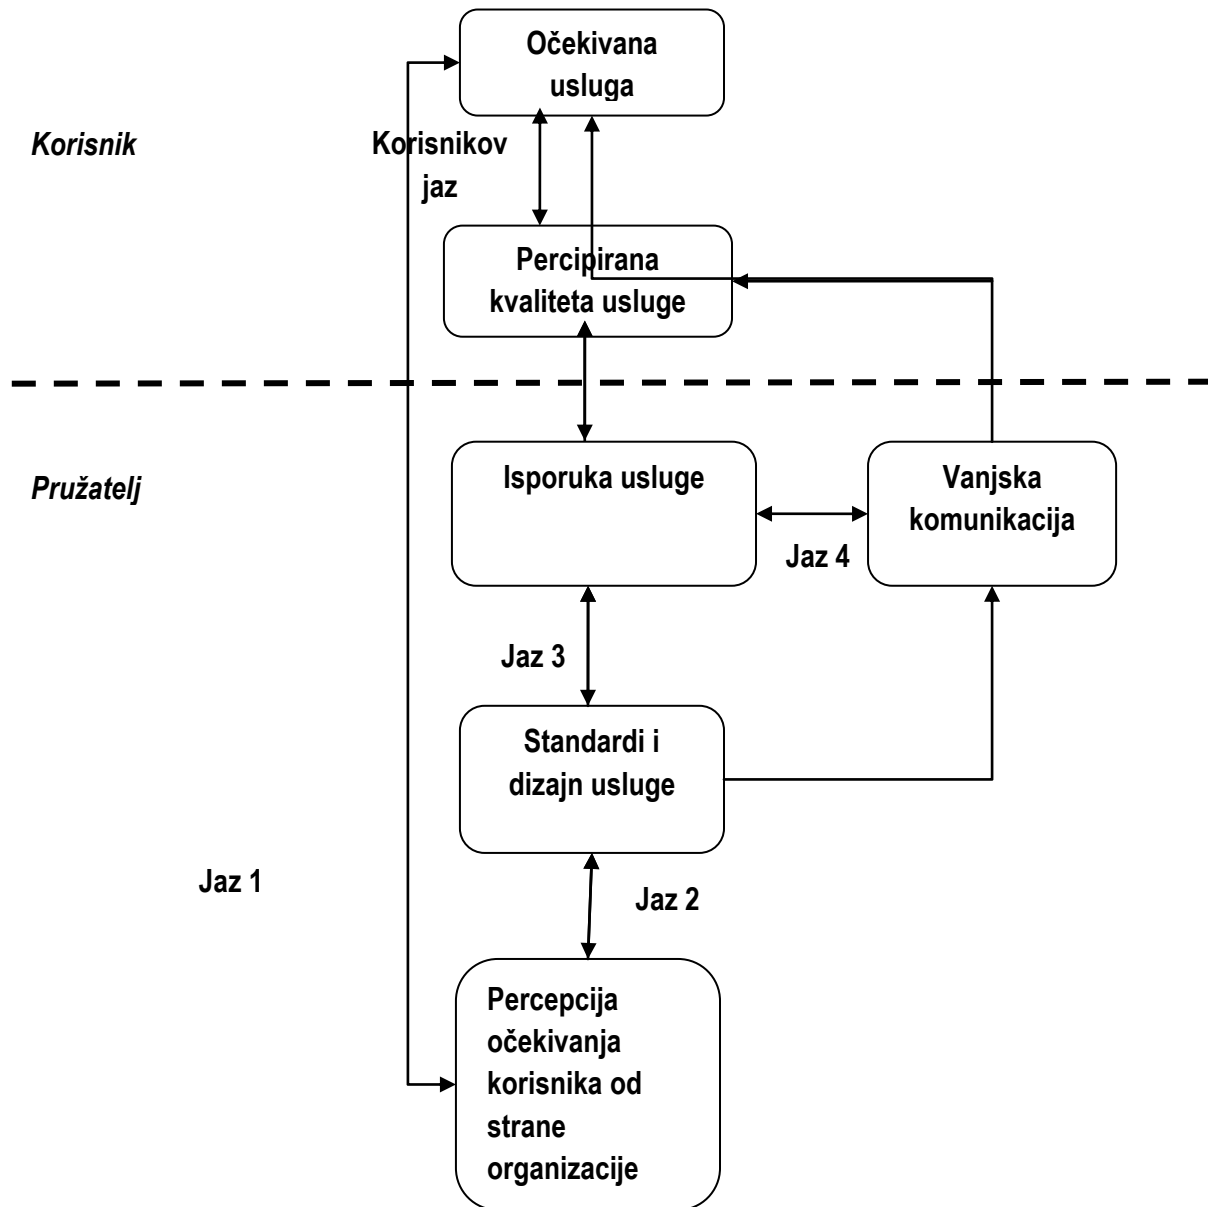 Očekivana
usluga
Korisnik
Korisnikov
jaz
Percipirana
kvaliteta usluge
Pružatelj
Isporuka usluge
Vanjska
komunikacija
Jaz 4
Jaz 3
Standardi i
dizajn usluge
Jaz 1
Jaz 2
Percepcija
očekivanja
korisnika od
strane
organizacije